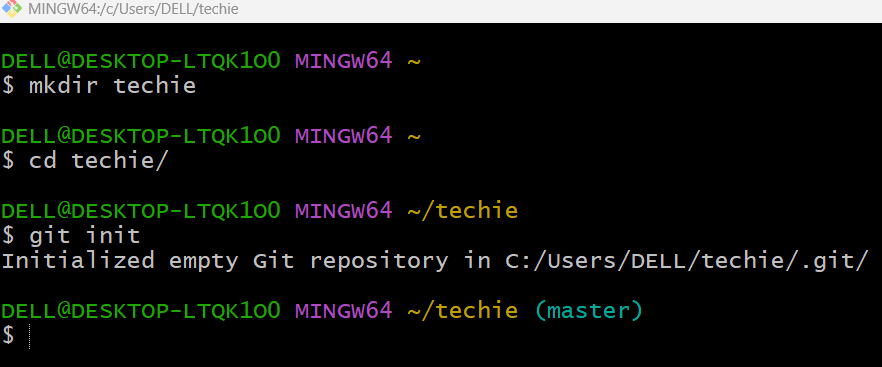 MINGW64:/c/Users/DELL/techie
DELL@DESKTOP-LTQK1O0 MINGW64 ~
$ mkdir techie
DELL@DESKTOP-LTQK1O0 MINGW64 ~
$ cd techie/
DELL@DESKTOP-LTQK1O0 MINGW64 ~/techie
$ git init
Initialized empty Git repository in C:/Users/DELL/techie/.git/
DELL@DESKTOP-LTQK1O0 MINGW64 ~/techie (master)
$